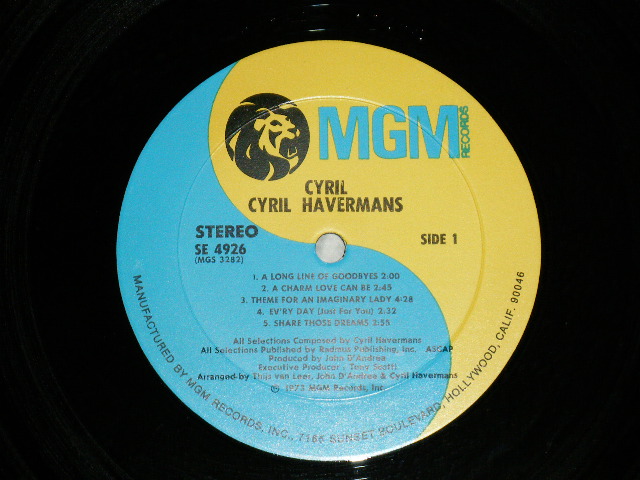 MGM
RECORDS
CYRIL
CYRIL HAVERMANS
STEREO
SE 4926
(MGS 3282)
SIDE 1
1. A LONG LINE OF GOODBYES 2:00
2. A CHARM LOVE CAN BE 2:45
3. THEME FOR AN IMAGINARY LADY 4:28
4. EV'RY DAY (Just For You) 2:32
5. SHARE THOSE DREAMS 2:55
All Selections Composed by Cyril Havermans
All Selections Published by Radmus Publishing, Inc. ASCAP
Produced by John D'Andrea
Executive Producer : Tony Scotti
Arranged by Thijs van Leer, John D'Andrea & Cyril Havermans
© 1973 MGM Records, Inc.
MANUFACTURED BY MGM RECORDS, INC., 7165 SUNSET BOULEVARD, HOLLYWOOD, CALIF. 90046